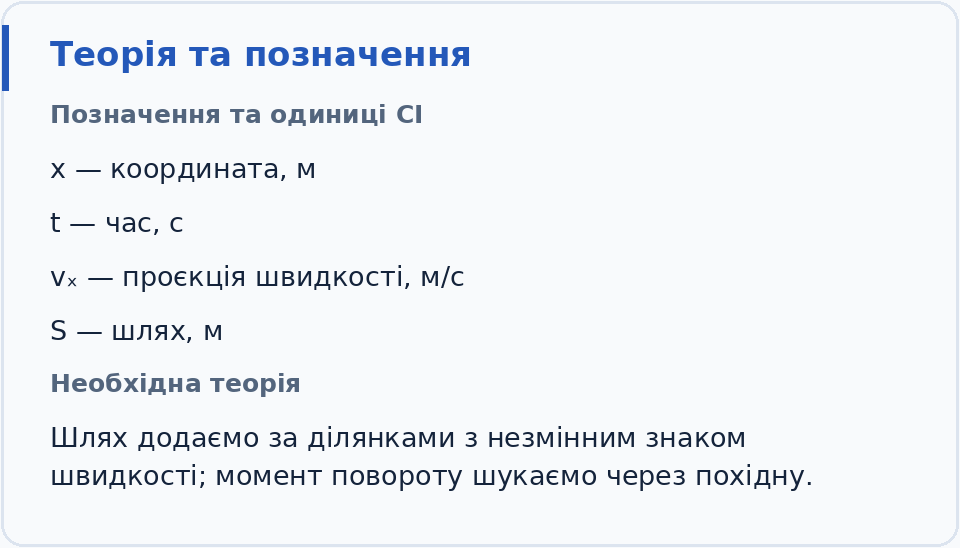 Теорія та позначення
Позначення та одиниці СІ
x — координата, м
t — час, с
vₓ — проєкція швидкості, м/с
S — шлях, м
Необхідна теорія
Шлях додаємо за ділянками з незмінним знаком
швидкості; момент повороту шукаємо через похідну.